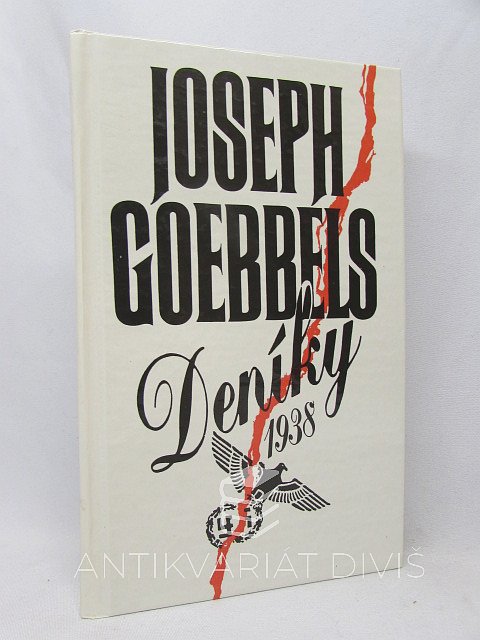 JOSEPH
GOEBBELS
Deníky
1938
ANTIKVARIÁT DIVIŠ